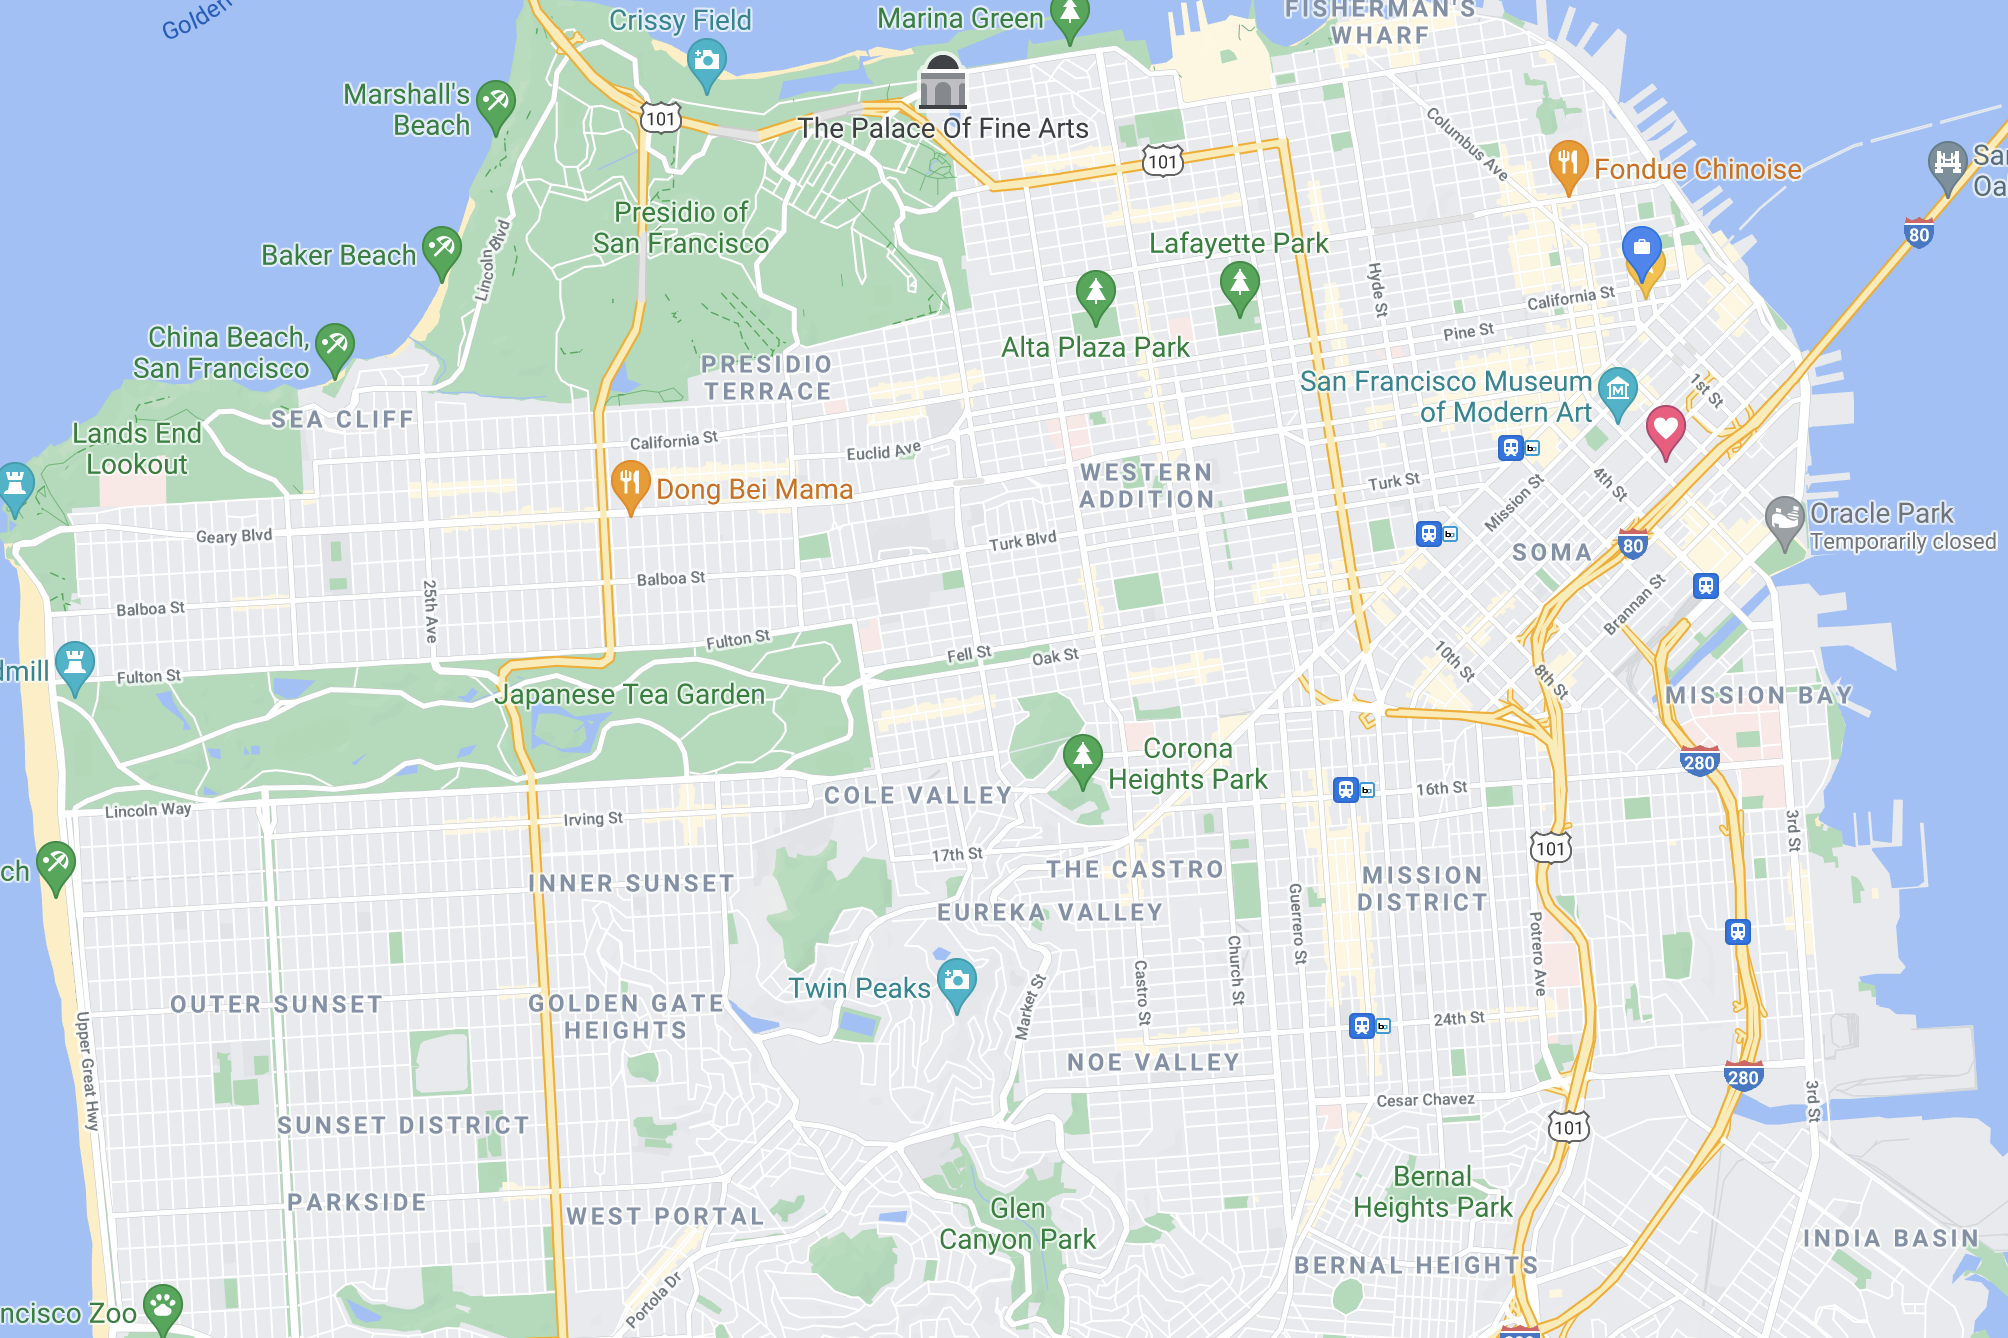 Golden
Crissy Field
Marina Green
FISHERMAN'S
WHARF
Marshall's
Beach
101
The Palace Of Fine Arts
101
Columbus Ave
Fondue Chinoise
Presidio of
San Francisco
Baker Beach
Lincoln Blvd
Lafayette Park
80
Hyde St
California St
Pine St
China Beach,
San Francisco
Alta Plaza Park
PRESIDIO
TERRACE
San Francisco Museum
of Modern Art
1st St
SEA CLIFF
Lands End
Lookout
California St
Euclid Ave
Dong Bei Mama
WESTERN
ADDITION
Turk St
Mission St
4th St
Oracle Park
Temporarily closed
Geary Blvd
Turk Blvd
SOMA
80
Balboa St
25th Ave
Balboa St
Brannan St
Fulton St
Fell St
Oak St
10th St
8th St
Fulton St
Japanese Tea Garden
MISSION BAY
Corona
Heights Park
280
COLE VALLEY
16th St
Lincoln Way
Irving St
3rd St
17th St
101
THE CASTRO
MISSION
DISTRICT
INNER SUNSET
EUREKA VALLEY
Guerrero St
Potrero Ave
Church St
Castro St
Twin Peaks
Market St
OUTER SUNSET
GOLDEN GATE
HEIGHTS
24th St
Upper Great Hwy
NOE VALLEY
280
3rd St
Cesar Chavez
101
SUNSET DISTRICT
Bernal
Heights Park
PARKSIDE
WEST PORTAL
Glen
Canyon Park
INDIA BASIN
BERNAL HEIGHTS
Portola Dr
Zoo